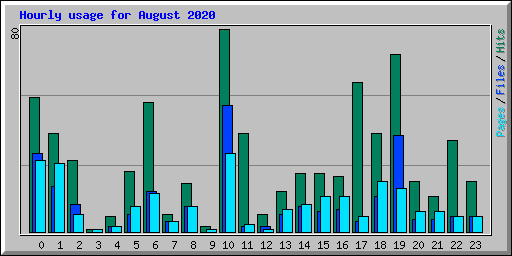 Hourly usage for August 2020
80
Pages / Files / Hits
0 1 2 3 4 5 6 7 8 9 10 11 12 13 14 15 16 17 18 19 20 21 22 23